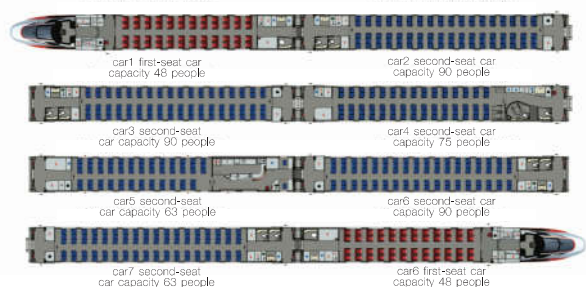 car1 first-seat car
capacity 48 people
car2 second-seat car
capacity 90 people
car3 second-seat
car capacity 90 people
car4 second-seat car
capacity 75 people
car5 second-seat
car capacity 63 people
car6 second-seat car
capacity 90 people
car7 second-seat
car capacity 63 people
car6 first-seat car
capacity 48 people